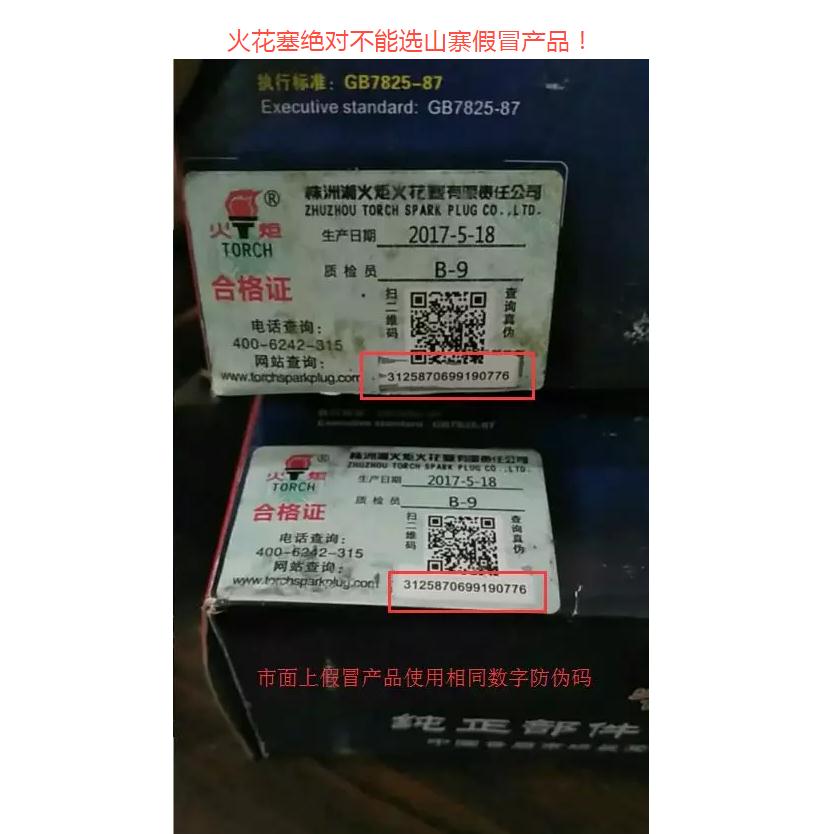 火花塞绝对不能选山寨假冒产品！
执行标准：GB7825-87
Executive standard: GB7825-87
株洲湘火炬火花塞有限责任公司
ZHUZHOU TORCH SPARK PLUG CO.,LTD.
火炬®
TORCH
生产日期 2017-5-18
质检员 B-9
合格证
扫二维码
查询真伪
电话查询：
400-6242-315
网站查询：
www.torchsparkplug.com
3125870699190776
Executive standard: GB7825-87
株洲湘火炬火花塞有限责任公司
ZHUZHOU TORCH SPARK PLUG CO.,LTD.
火炬®
TORCH
生产日期 2017-5-18
质检员 B-9
合格证
扫二维码
查询真伪
电话查询：
400-6242-315
网站查询：
www.torchsparkplug.com
3125870699190776
市面上假冒产品使用相同数字防伪码
纯正部件